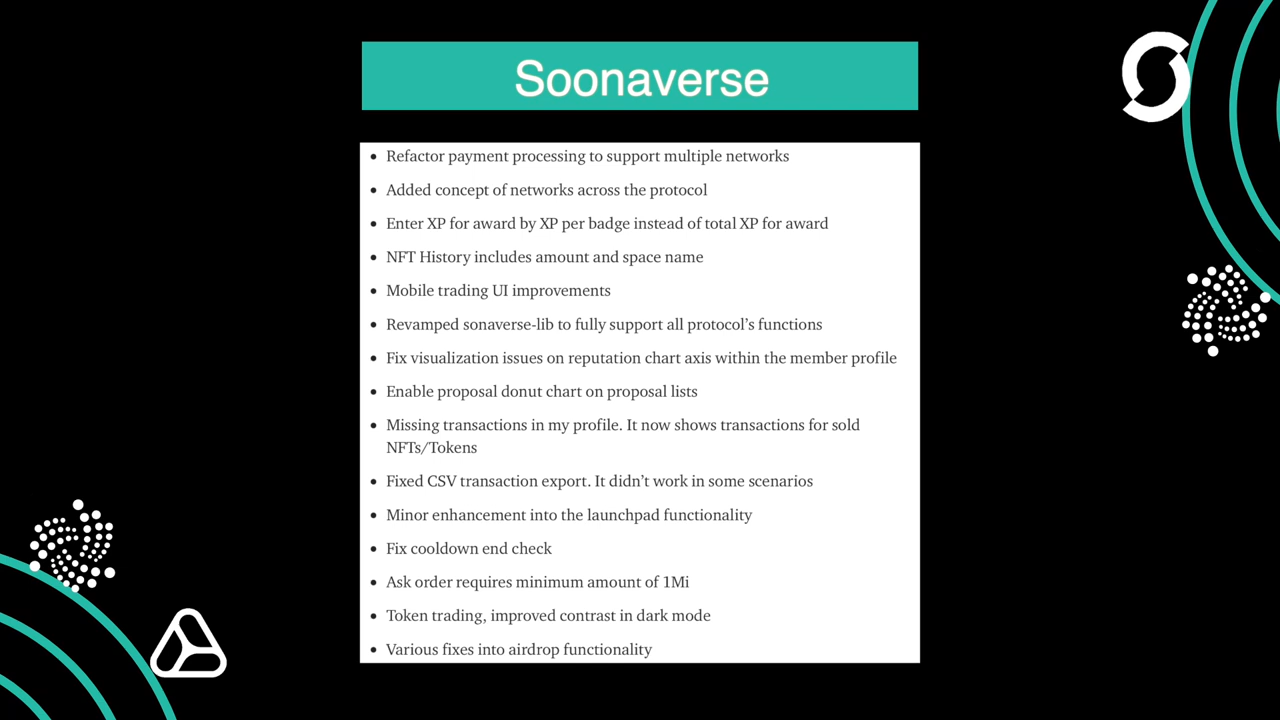 Soonaverse
• Refactor payment processing to support multiple networks
• Added concept of networks across the protocol
• Enter XP for award by XP per badge instead of total XP for award
• NFT History includes amount and space name
• Mobile trading UI improvements
• Revamped sonaverse-lib to fully support all protocol’s functions
• Fix visualization issues on reputation chart axis within the member profile
• Enable proposal donut chart on proposal lists
• Missing transactions in my profile. It now shows transactions for sold
NFTs/Tokens
• Fixed CSV transaction export. It didn’t work in some scenarios
• Minor enhancement into the launchpad functionality
• Fix cooldown end check
• Ask order requires minimum amount of 1Mi
• Token trading, improved contrast in dark mode
• Various fixes into airdrop functionality